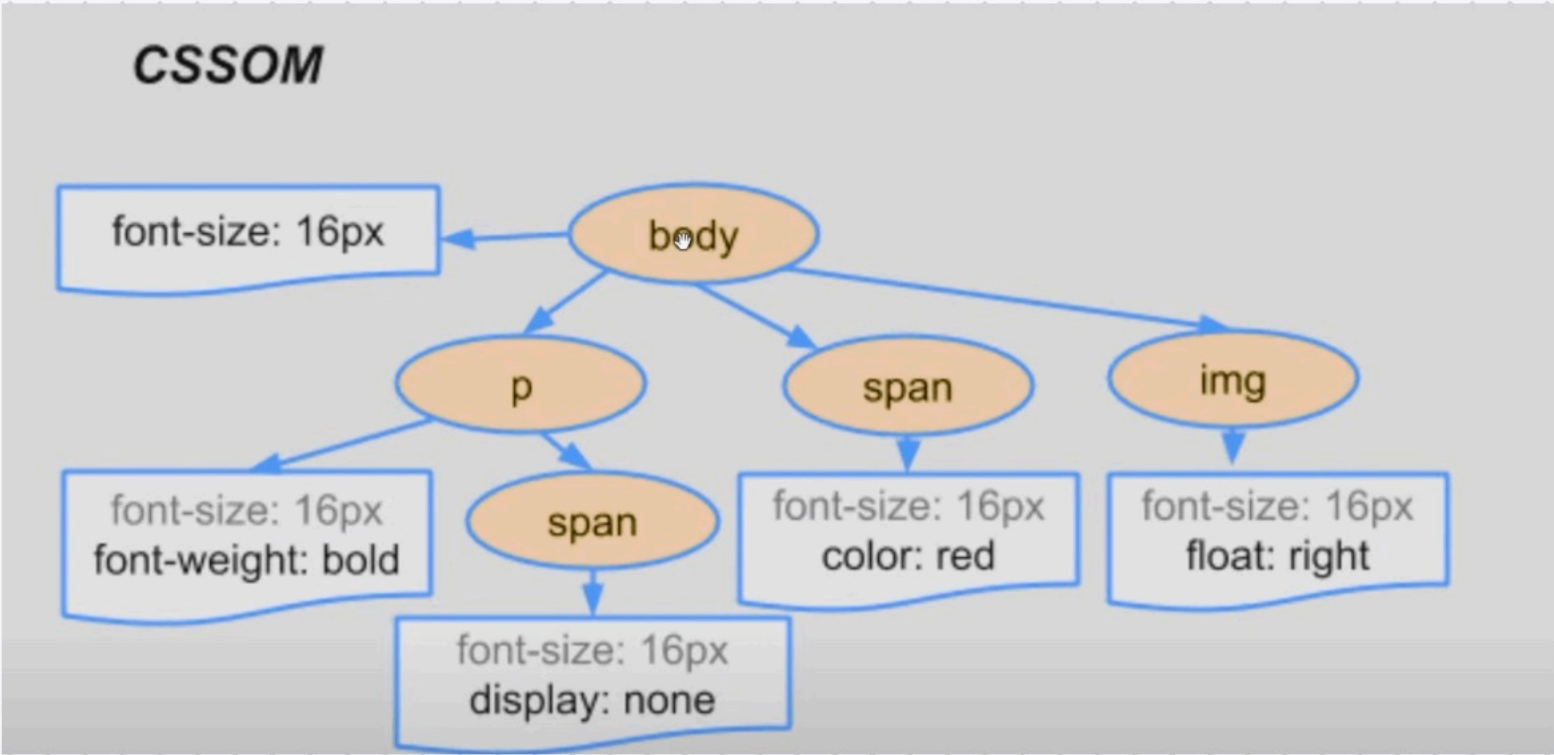 CSSOM
font-size: 16px
body
p
span
img
font-size: 16px
font-weight: bold
span
font-size: 16px
color: red
font-size: 16px
float: right
font-size: 16px
display: none